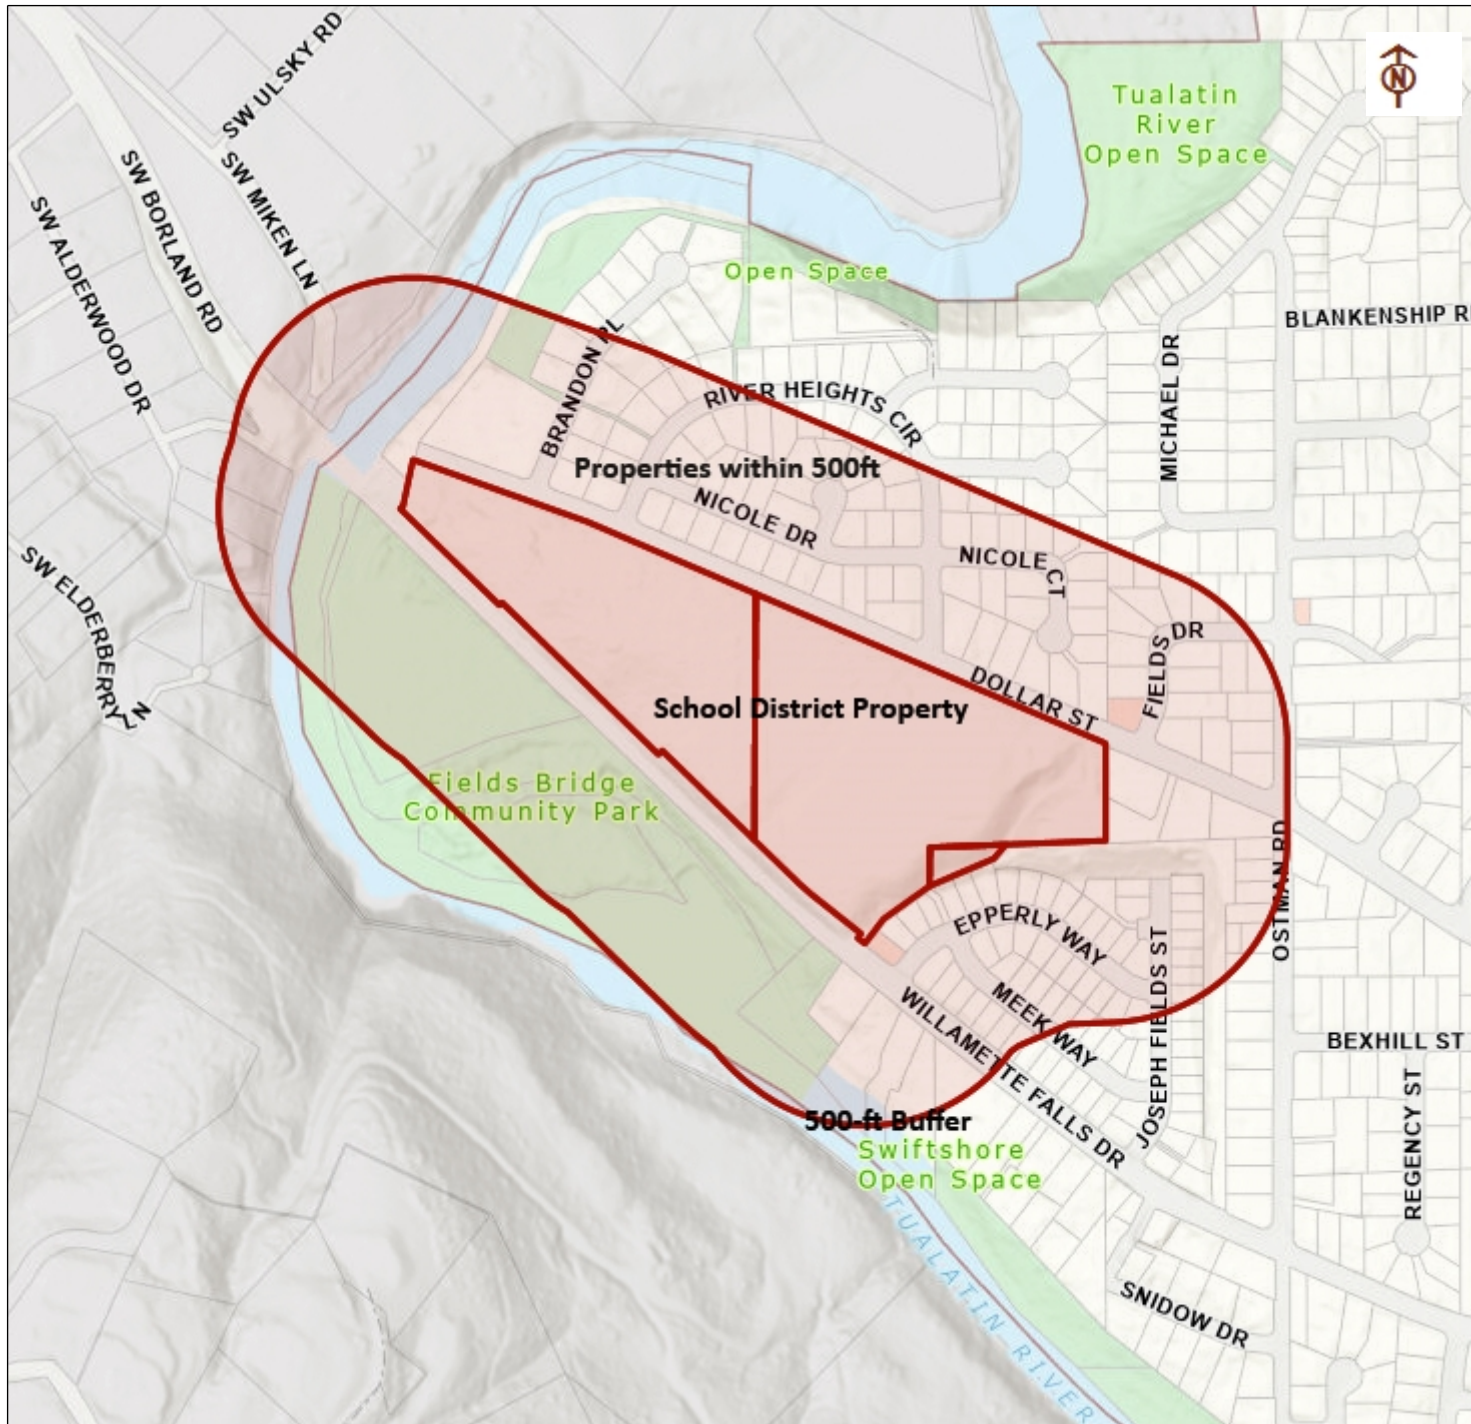 SW ULSKY RD
N
Tualatin
River
Open Space
SW BORLAND RD
SW MIKEN LN
SW ALDERWOOD DR
Open Space
BLANKENSHIP R
BRANDON PL
RIVER HEIGHTS CIR
MICHAEL DR
Properties within 500ft
NICOLE DR
NICOLE CT
SW ELDERBERRY LN
FIELDS DR
DOLLAR ST
School District Property
Fields Bridge
Community Park
OSTMAN RD
EPPERLY WAY
MEEK WAY
JOSEPH FIELDS ST
WILLAMETTE FALLS DR
BEXHILL ST
REGENCY ST
500-ft Buffer
Swiftshore
Open Space
TUALATIN RIVER
SNIDOW DR